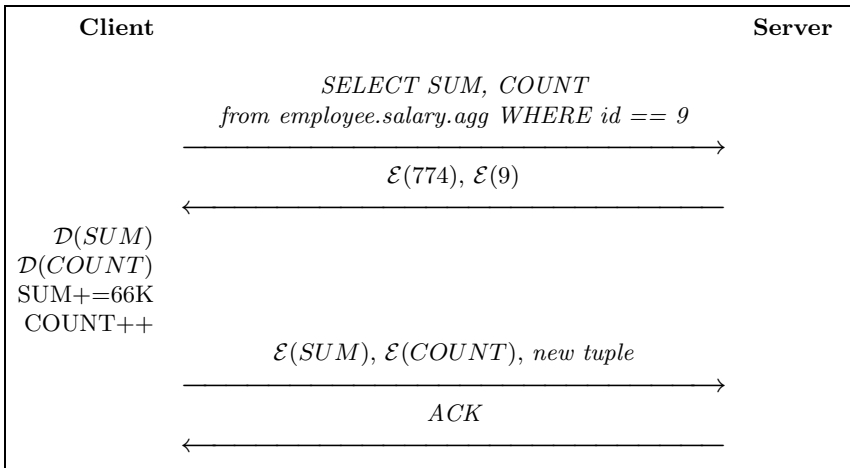 Client Server
SELECT SUM, COUNT
from employee.salary.agg WHERE id == 9
ℰ(774), ℰ(9)
𝒟(SUM)
𝒟(COUNT)
SUM+=66K
COUNT++
ℰ(SUM), ℰ(COUNT), new tuple
ACK